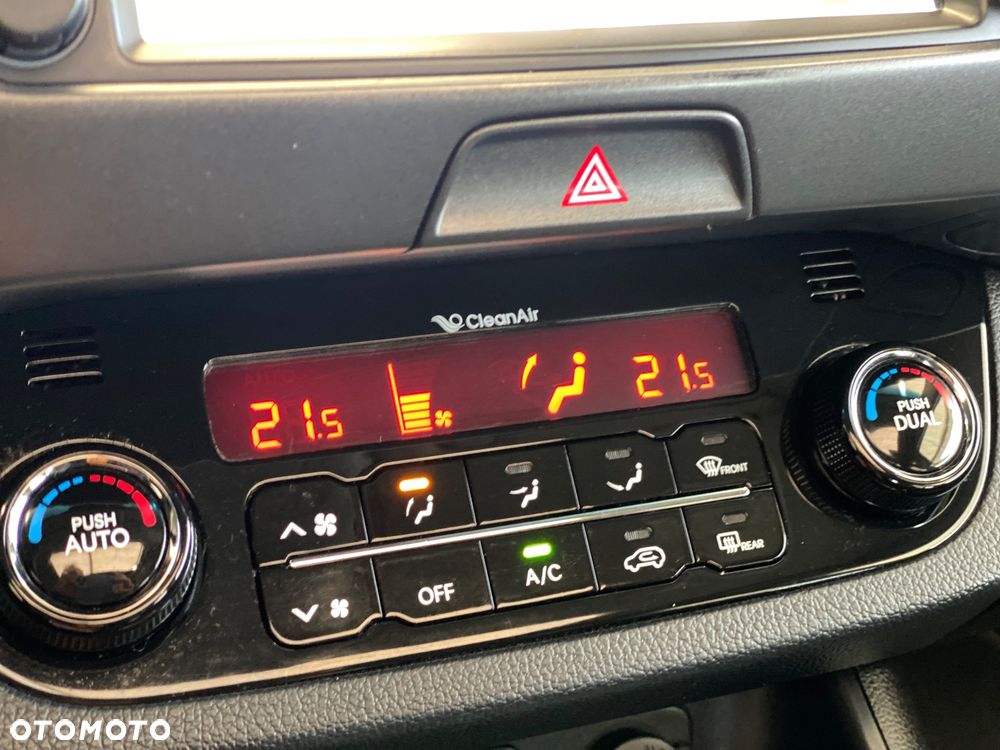 CleanAir
21.5
21.5
PUSH
AUTO
PUSH
DUAL
FRONT
OFF
A/C
REAR
OTOMOTO